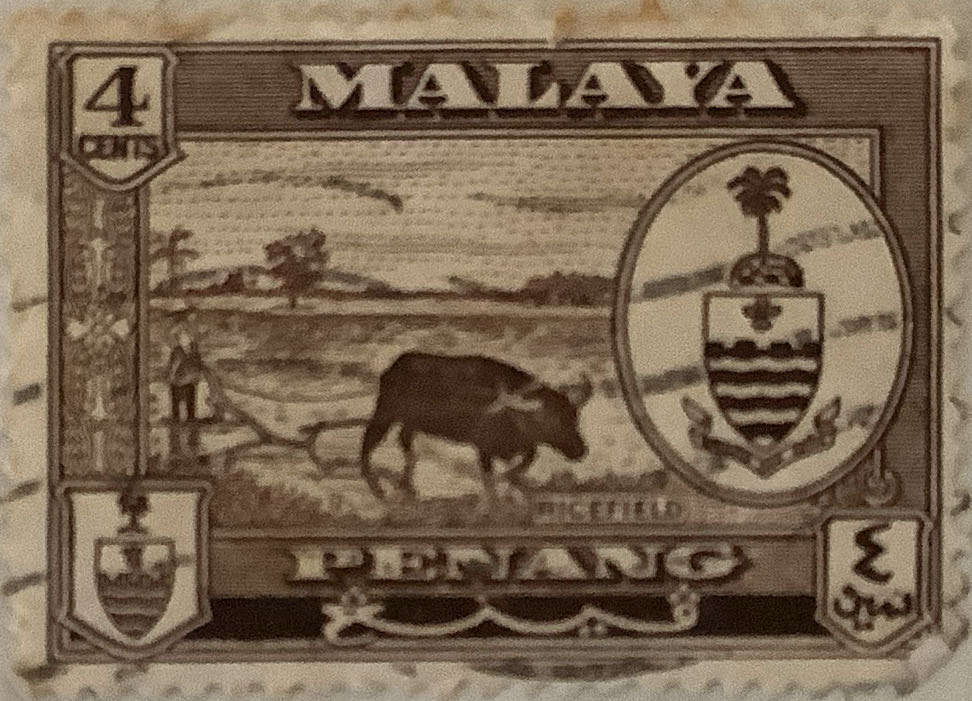 4
CENTS
MALAYA
RICEFIELD
PENANG
٤
سين